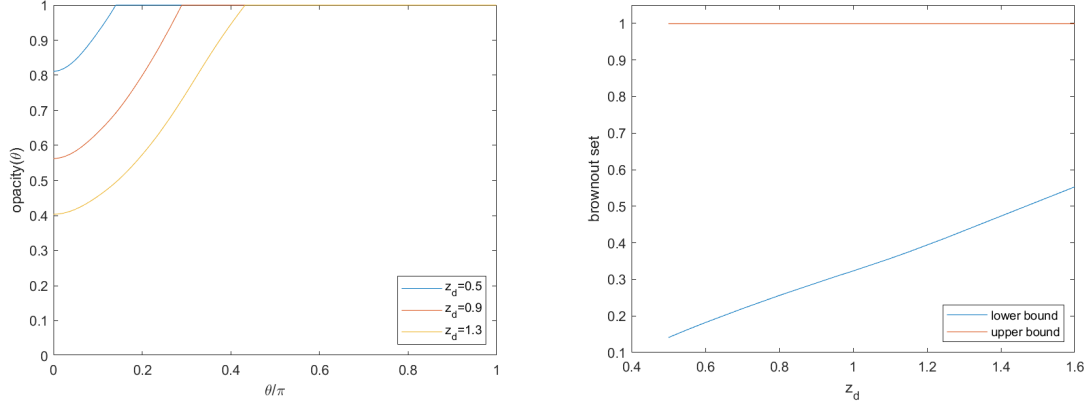 1
0.9
0.8
0.7
0.6
0.5
0.4
0.3
0.2
0.1
0
opacity(θ)
0 0.2 0.4 0.6 0.8 1
θ/π
z_d=0.5
z_d=0.9
z_d=1.3
1
0.9
0.8
0.7
0.6
0.5
0.4
0.3
0.2
0.1
brownout set
0.4 0.6 0.8 1 1.2 1.4 1.6
z_d
lower bound
upper bound